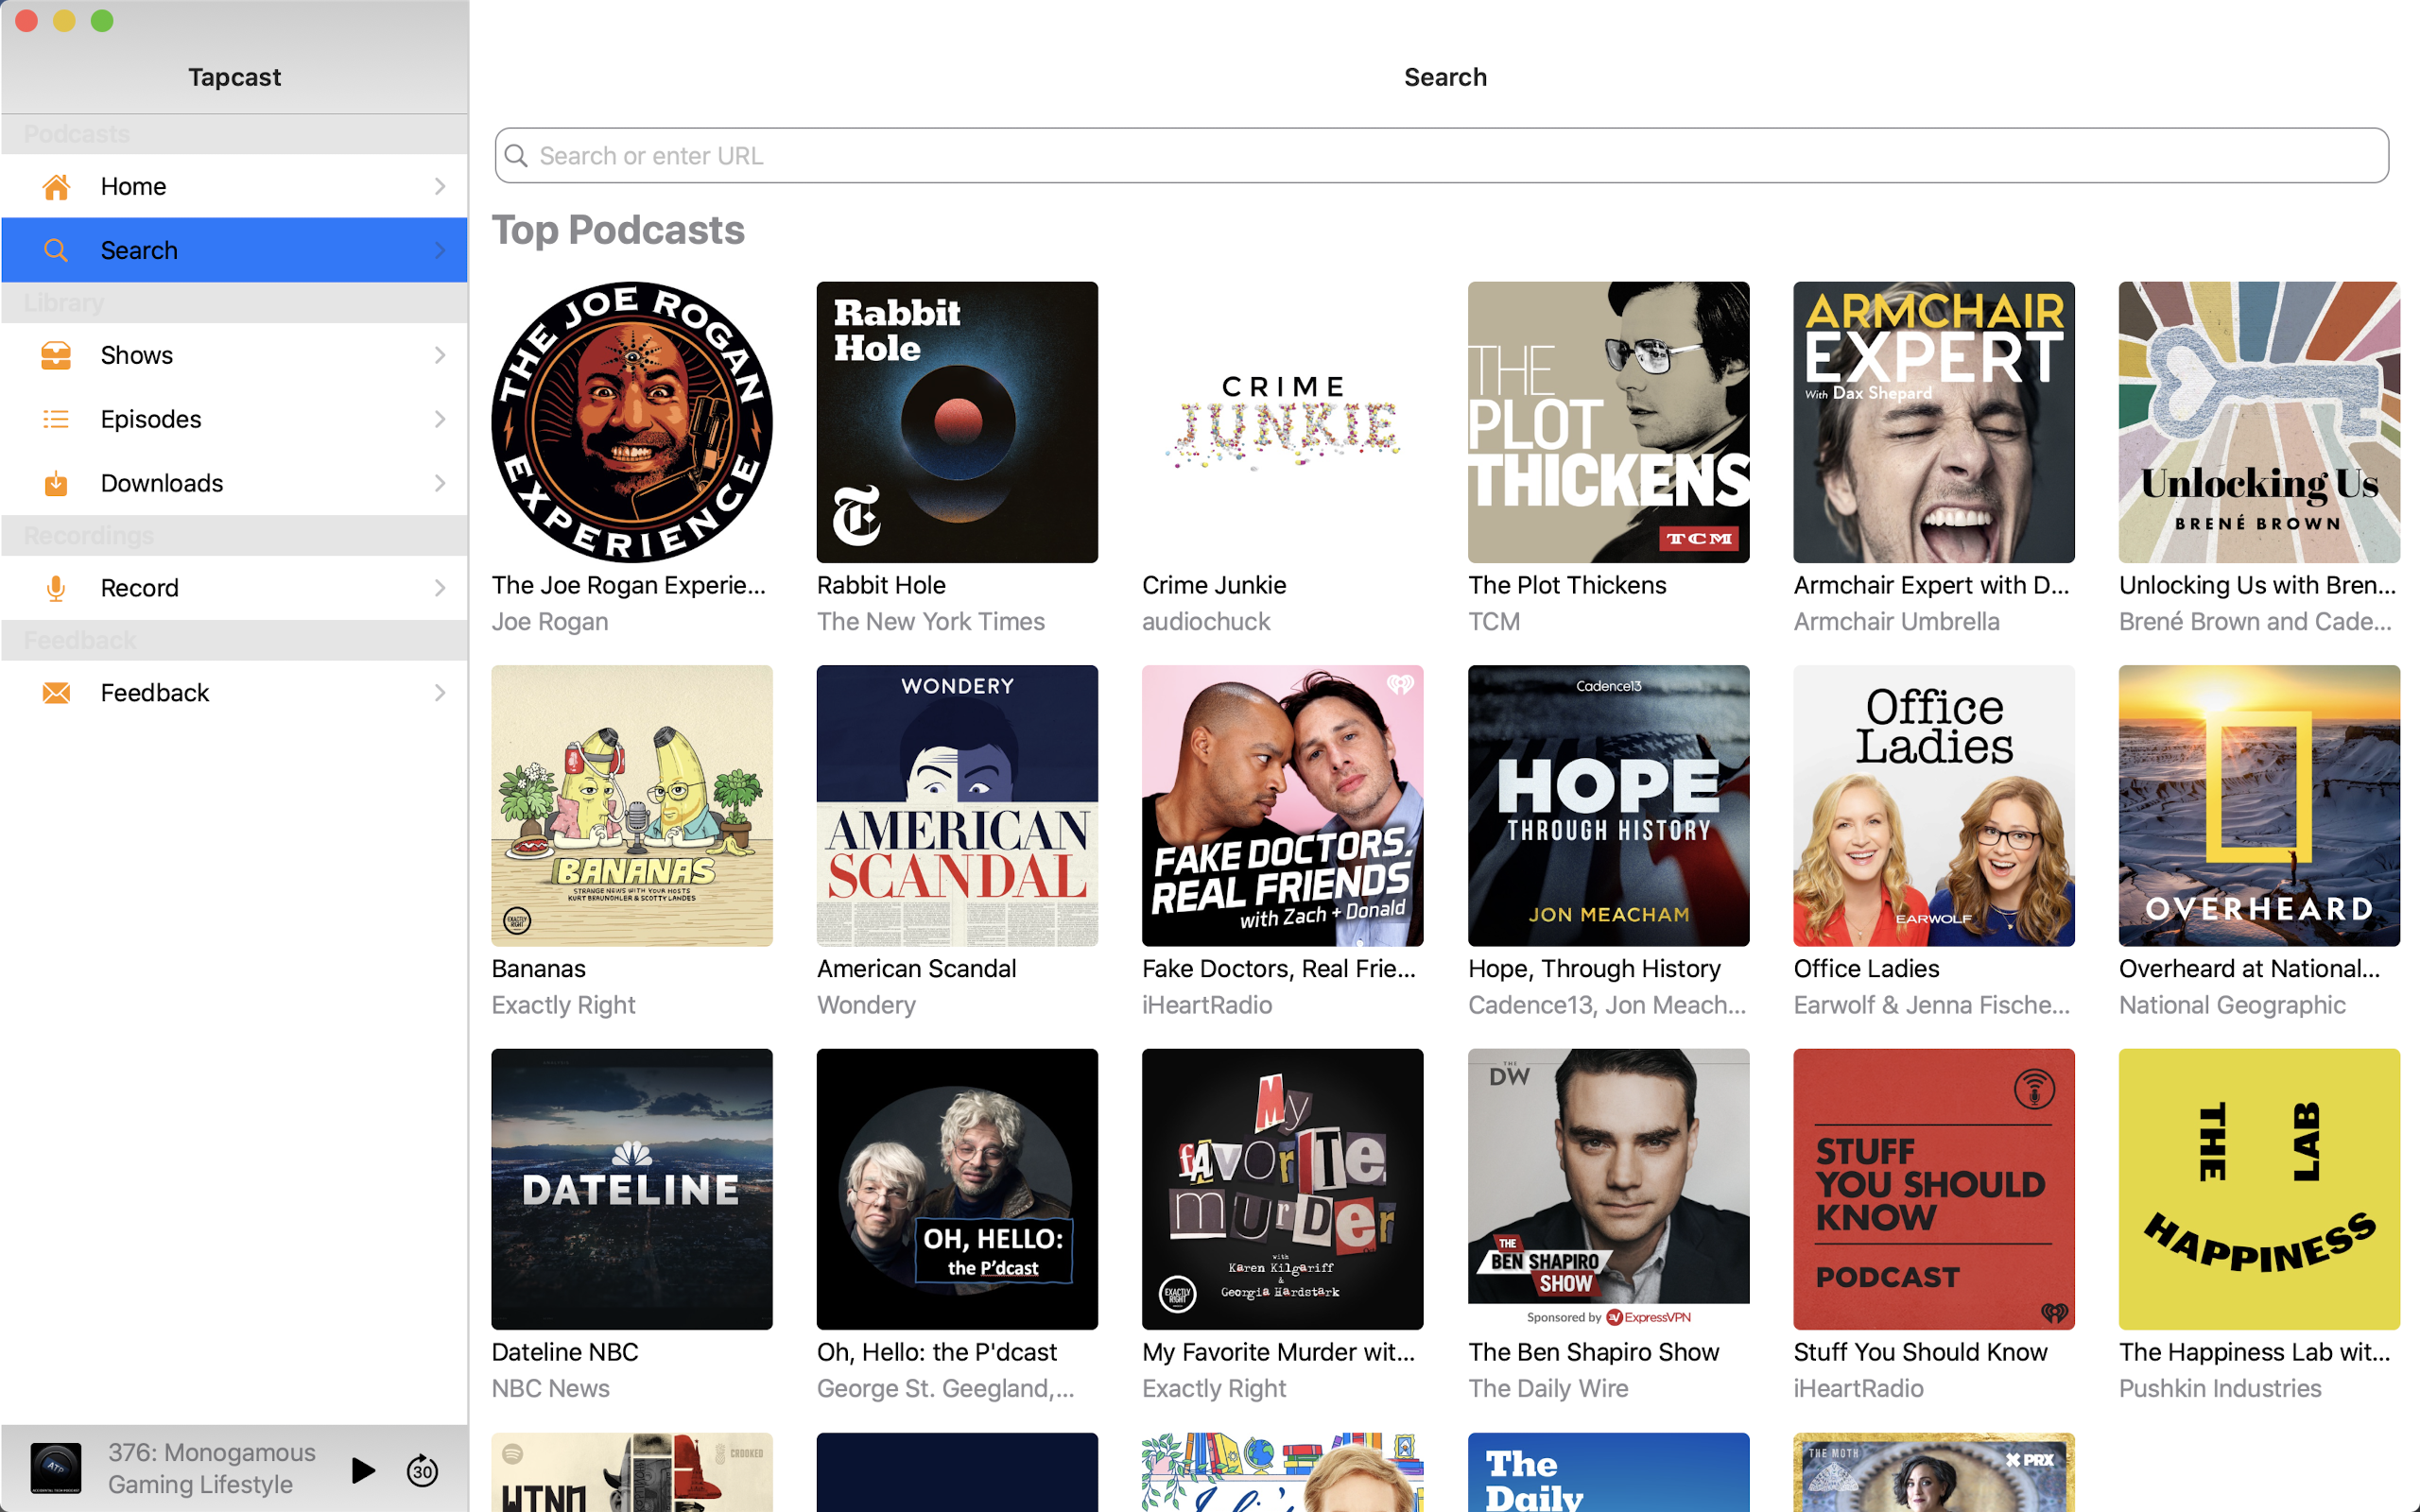 Tapcast
Podcasts
Home
Search
Library
Shows
Episodes
Downloads
Recordings
Record
Feedback
Feedback
376: Monogamous
Gaming Lifestyle
30
ATP
Search
Search or enter URL
Top Podcasts
THE JOE ROGAN
EXPERIENCE
The Joe Rogan Experie...
Joe Rogan
Rabbit
Hole
Rabbit Hole
The New York Times
CRIME
JUNKIE
Crime Junkie
audiochuck
THE
PLOT
THICKENS
TCM
The Plot Thickens
TCM
ARMCHAIR
EXPERT
With Dax Shepard
Armchair Expert with D...
Armchair Umbrella
Unlocking Us
BRENÉ BROWN
Unlocking Us with Bren...
Brené Brown and Cade...
BANANAS
STRANGE NEWS WITH YOUR HOSTS
KURT BRAUNOHLER & SCOTTY LANDES
EXACTLY
RIGHT
Bananas
Exactly Right
WONDERY
AMERICAN
SCANDAL
American Scandal
Wondery
FAKE DOCTORS,
REAL FRIENDS
with Zach + Donald
Fake Doctors, Real Frie...
iHeartRadio
Cadence13
HOPE
THROUGH HISTORY
JON MEACHAM
Hope, Through History
Cadence13, Jon Meach...
Office
Ladies
EARWOLF
Office Ladies
Earwolf & Jenna Fische...
OVERHEARD
Overheard at National...
National Geographic
DATELINE
Dateline NBC
NBC News
OH, HELLO:
the P'dcast
Oh, Hello: the P'dcast
George St. Geegland,...
My
favorite
murder
with
Karen Kilgariff
&
Georgia Hardstark
EXACTLY
RIGHT
My Favorite Murder wit...
Exactly Right
THE
DW
THE
BEN SHAPIRO
SHOW
Sponsored by ExpressVPN
The Ben Shapiro Show
The Daily Wire
STUFF
YOU SHOULD
KNOW
PODCAST
Stuff You Should Know
iHeartRadio
THE
LAB
HAPPINESS
The Happiness Lab wit...
Pushkin Industries
CROOKED
The
Daily
THE MOTH
PRX